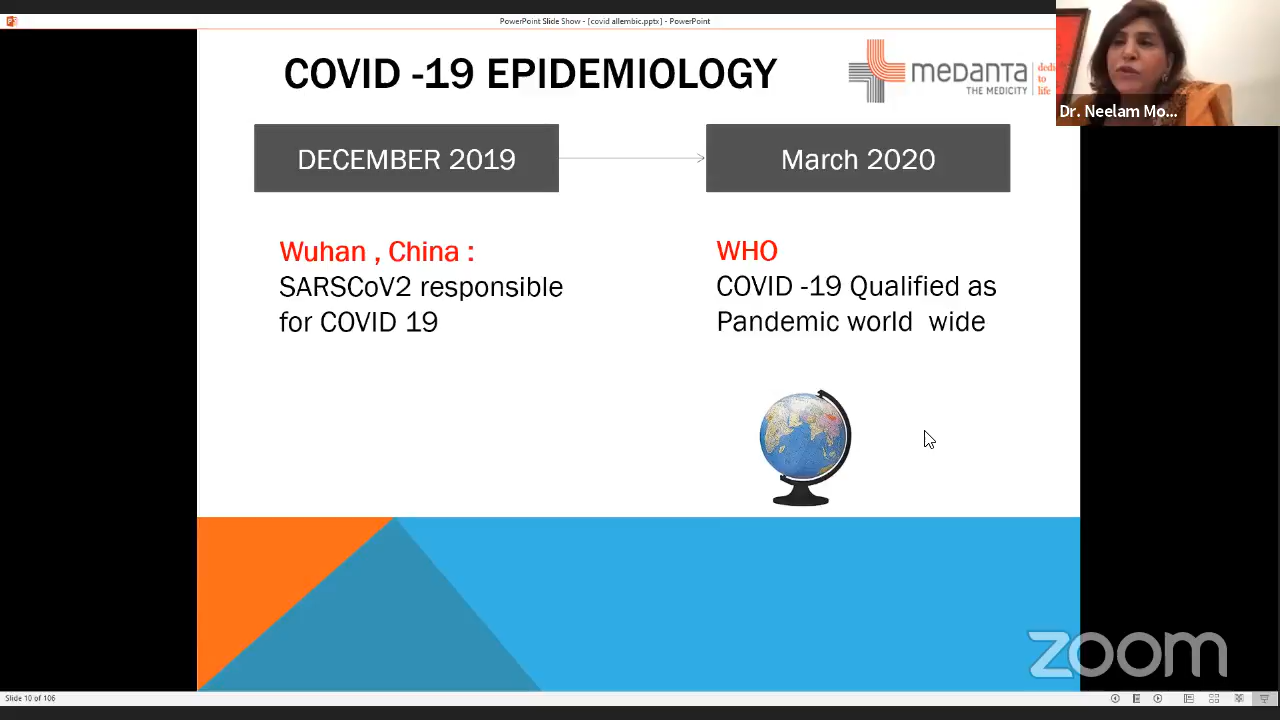 PowerPoint Slide Show - [covid allembic.pptx] - PowerPoint
COVID -19 EPIDEMIOLOGY
medanta
THE MEDICITY
dedi
to
life
Dr. Neelam Mo...
DECEMBER 2019
March 2020
Wuhan , China :
SARSCoV2 responsible
for COVID 19
WHO
COVID -19 Qualified as
Pandemic world  wide
zoom
Slide 10 of 106